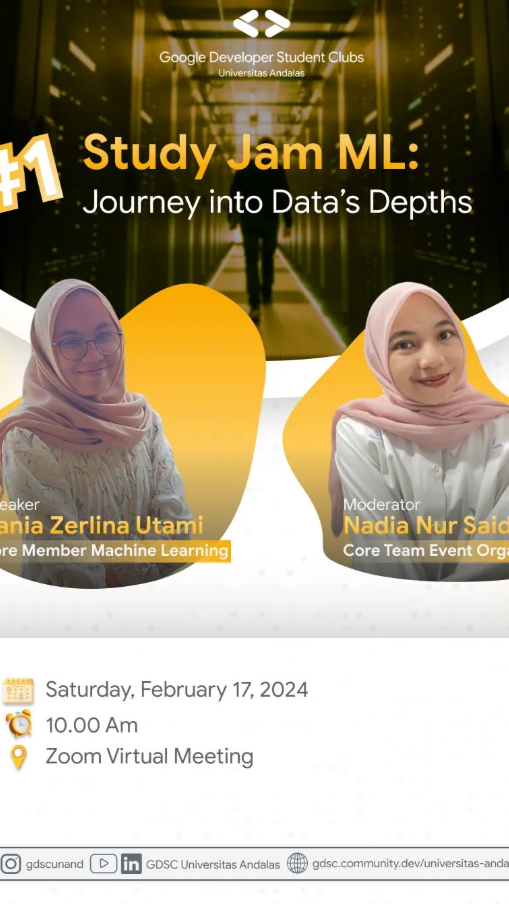 Google Developer Student Clubs
Universitas Andalas
#1
Study Jam ML:
Journey into Data's Depths
eaker
ania Zerlina Utami
ore Member Machine Learning
Moderator
Nadia Nur Said
Core Team Event Orga
Saturday, February 17, 2024
10.00 Am
Zoom Virtual Meeting
gdscunand
GDSC Universitas Andalas
gdsc.community.dev/universitas-anda